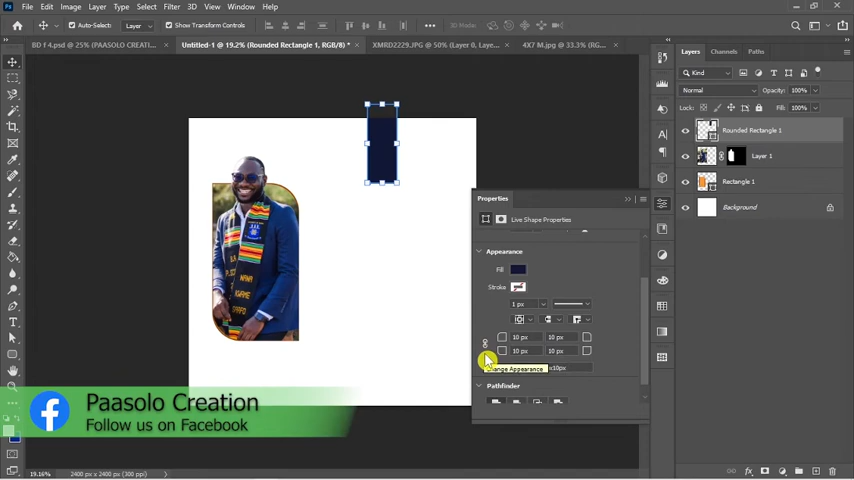 File Edit Image Layer Type Select Filter 3D View Window Help
Auto-Select: Layer Show Transform Controls 3D Mode:
BD f 4.psd @ 25% (PAASOLO CREATION... × Untitled-1 @ 19.2% (Rounded Rectangle 1, RGB/8) * × XMRD2229.JPG @ 50% (Layer 0, Laye... × 4X7 M.jpg @ 33.3% (RG... ×
Layers Channels Paths
Kind
Normal Opacity: 100%
Lock: Fill: 100%
Rounded Rectangle 1
Layer 1
Rectangle 1
Background
Properties
Live Shape Properties
Appearance
Fill
Stroke
1 px
10 px 10 px
10 px 10 px
x10px
Change Appearance
Pathfinder
Paasolo Creation
Follow us on Facebook
19.16% 2400 px x 2400 px (300 ppi)